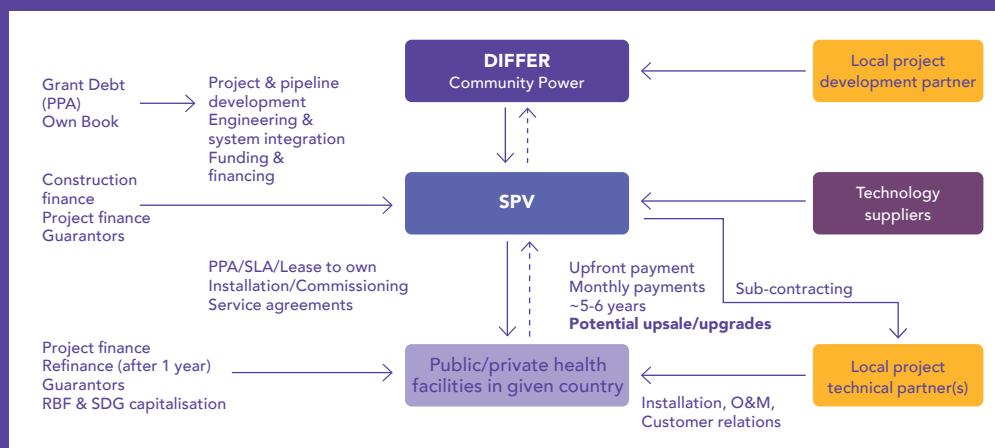 DIFFER
Community Power
Local project
development partner
Grant Debt
(PPA)
Own Book
Project & pipeline
development
Engineering &
system integration
Funding &
financing
Construction
finance
Project finance
Guarantors
SPV
Technology
suppliers
PPA/SLA/Lease to own
Installation/Commissioning
Service agreements
Upfront payment
Monthly payments
~5-6 years
Potential upsale/upgrades
Sub-contracting
Project finance
Refinance (after 1 year)
Guarantors
RBF & SDG capitalisation
Public/private health
facilities in given country
Local project
technical partner(s)
Installation, O&M,
Customer relations